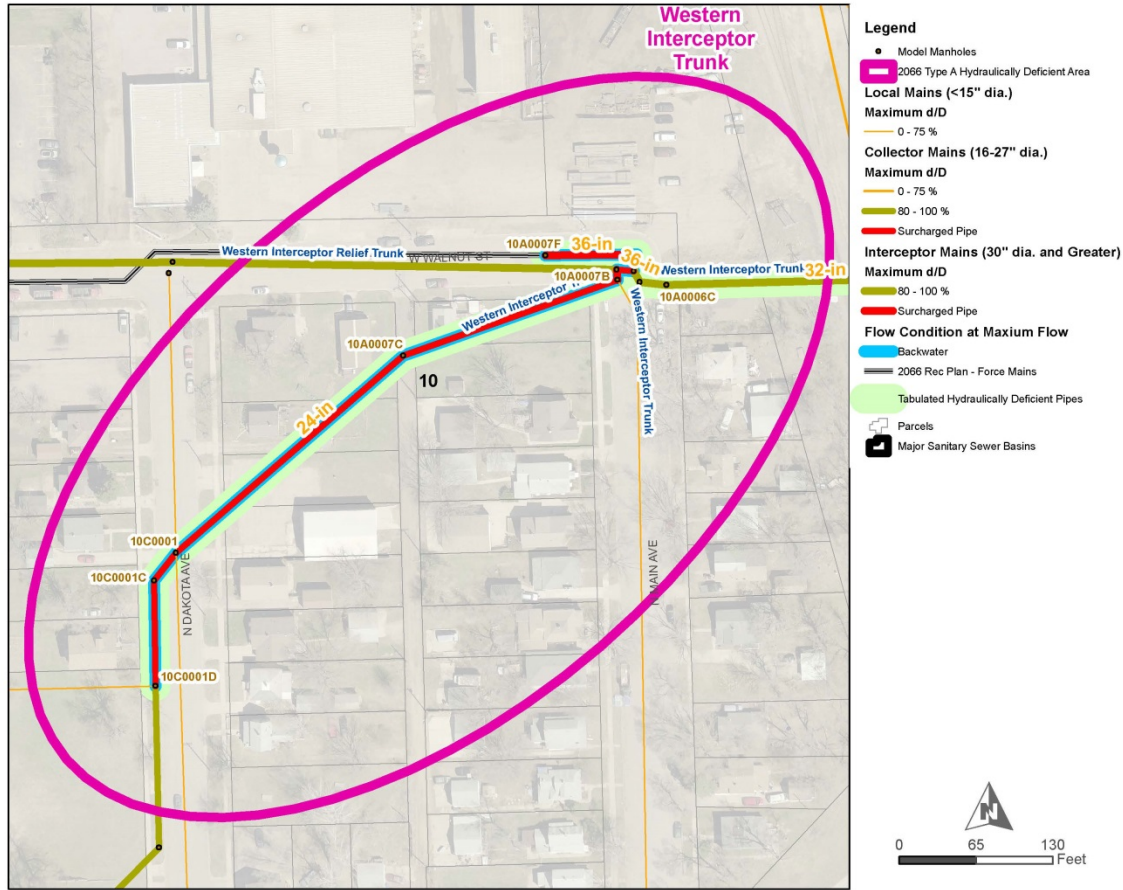 Western
Interceptor
Trunk
10A0007F
36-in
Western Interceptor Relief Trunk
W WALNUT ST
36-in
Western Interceptor Trunk
32-in
10A0007B
10A0006C
Western Interceptor
Western Interceptor Trunk
10A0007C
10
24-in
10C0001
10C0001C
N DAKOTA AVE
N MAIN AVE
10C0001D
Legend
Model Manholes
2066 Type A Hydraulically Deficient Area
Local Mains (<15" dia.)
Maximum d/D
0 - 75 %
Collector Mains (16-27" dia.)
Maximum d/D
0 - 75 %
80 - 100 %
Surcharged Pipe
Interceptor Mains (30" dia. and Greater)
Maximum d/D
80 - 100 %
Surcharged Pipe
Flow Condition at Maxium Flow
Backwater
2066 Rec Plan - Force Mains
Tabulated Hydraulically Deficient Pipes
Parcels
Major Sanitary Sewer Basins
N
0 65 130
Feet